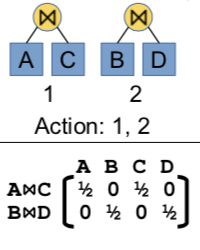 ⋈ ⋈
A C B D
1 2
Action: 1, 2
A B C D
A⋈C [½ 0 ½ 0]
B⋈D [0 ½ 0 ½]